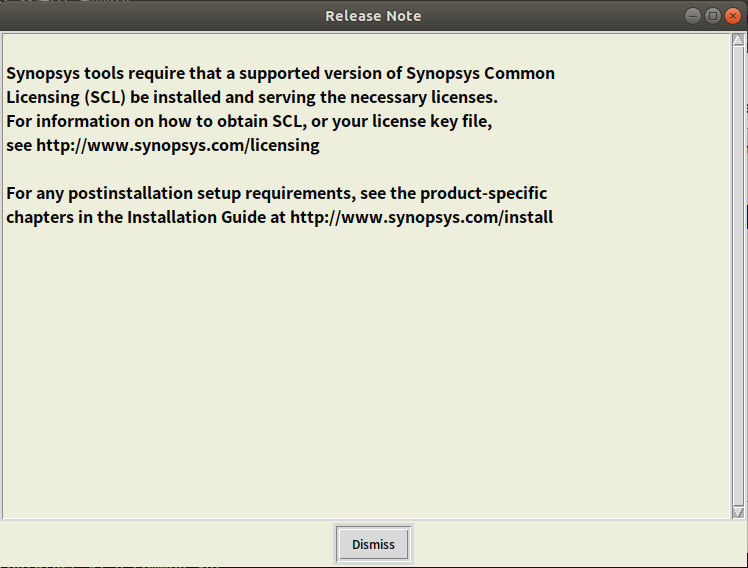 Release Note
Synopsys tools require that a supported version of Synopsys Common
Licensing (SCL) be installed and serving the necessary licenses.
For information on how to obtain SCL, or your license key file,
see http://www.synopsys.com/licensing
For any postinstallation setup requirements, see the product-specific
chapters in the Installation Guide at http://www.synopsys.com/install
Dismiss